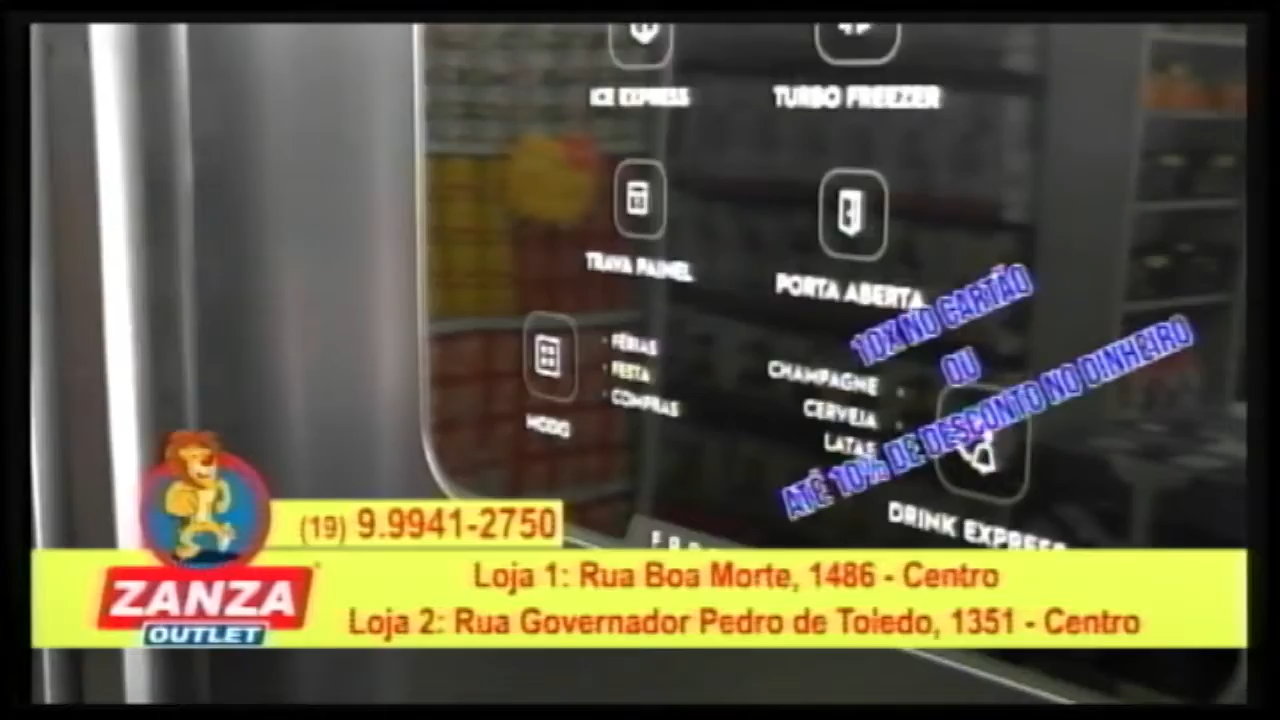 ICE EXPRESS
TURBO FREEZER
TRAVA PAINEL
PORTA ABERTA
10X NO CARTÃO
OU
ATÉ 10% DE DESCONTO NO DINHEIRO
· FÉRIAS
· FESTA
· COMPRAS
MODO
CHAMPAGNE ·
CERVEJA ·
LATAS
DRINK EXPRESS
(19) 9.9941-2750
ZANZA
OUTLET
Loja 1: Rua Boa Morte, 1486 - Centro
Loja 2: Rua Governador Pedro de Toledo, 1351 - Centro